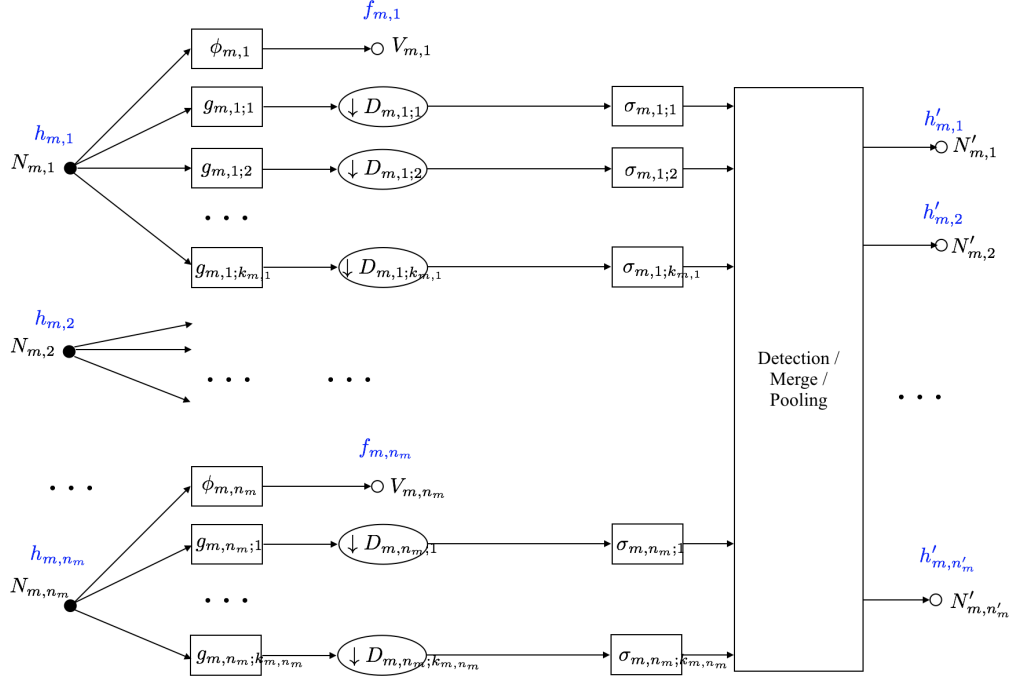 f_{m,1}
ϕ_{m,1} V_{m,1}
g_{m,1;1} ↓ D_{m,1;1} σ_{m,1;1}
h_{m,1} h'_{m,1}
N_{m,1} g_{m,1;2} ↓ D_{m,1;2} σ_{m,1;2} N'_{m,1}
· · ·
h'_{m,2}
N'_{m,2}
g_{m,1;k_{m,1}} ↓ D_{m,1;k_{m,1}} σ_{m,1;k_{m,1}}
h_{m,2}
N_{m,2}
· · · · · ·
Detection /
Merge /
Pooling
· · ·
f_{m,n_m}
· · · ϕ_{m,n_m} V_{m,n_m}
g_{m,n_m;1} ↓ D_{m,n_m;1} σ_{m,n_m;1}
h_{m,n_m} h'_{m,n'_m}
N_{m,n_m} · · · N'_{m,n'_m}
g_{m,n_m;k_{m,n_m}} ↓ D_{m,n_m;k_{m,n_m}} σ_{m,n_m;k_{m,n_m}}